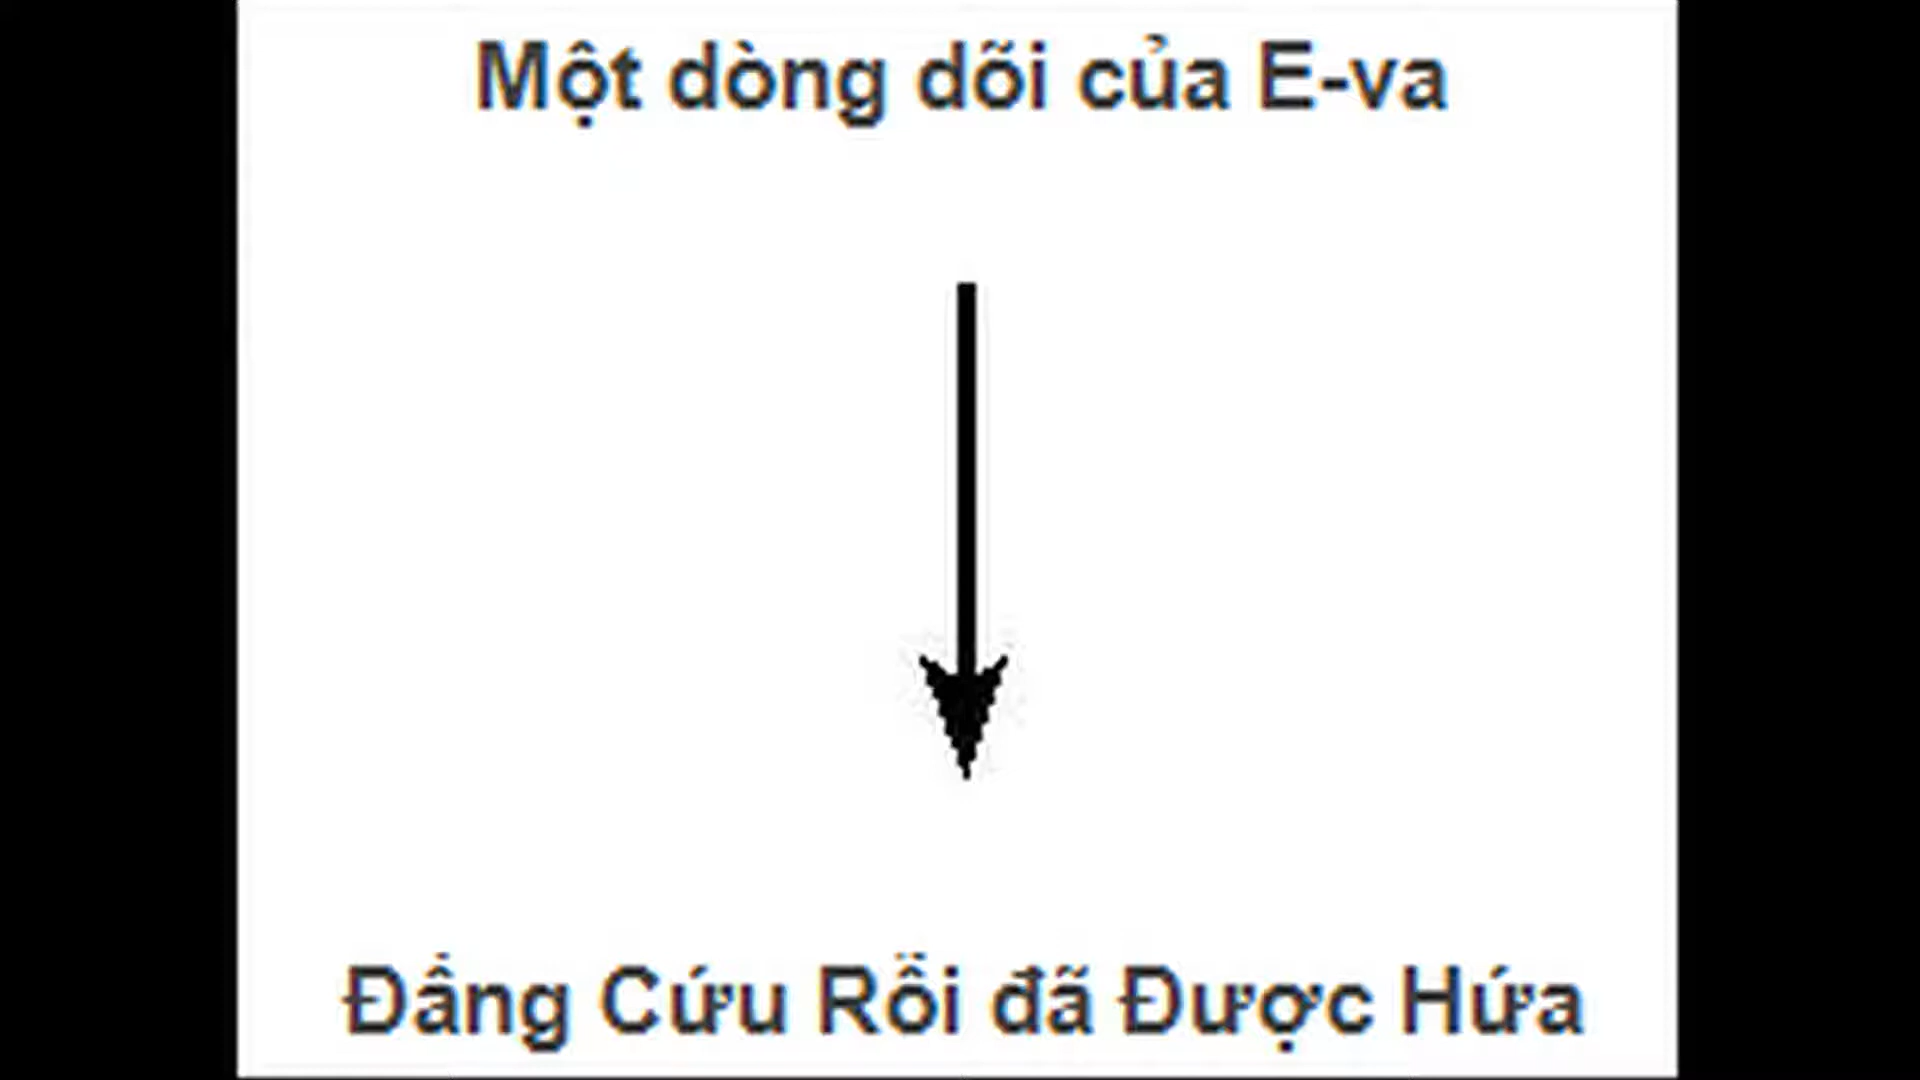 Một dòng dõi của E-va
Đấng Cứu Rỗi đã Được Hứa